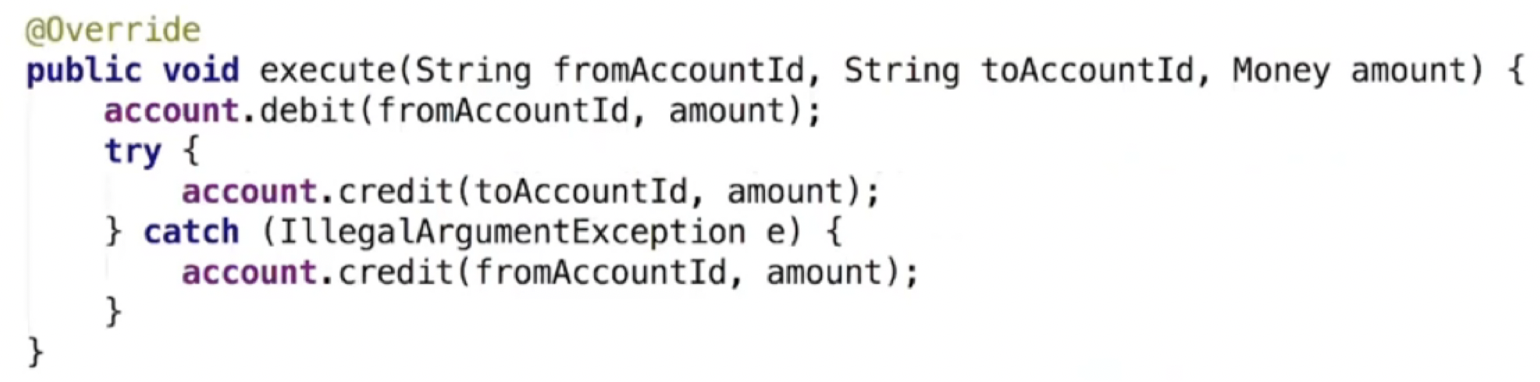 @Override
public void execute(String fromAccountId, String toAccountId, Money amount) {
    account.debit(fromAccountId, amount);
    try {
        account.credit(toAccountId, amount);
    } catch (IllegalArgumentException e) {
        account.credit(fromAccountId, amount);
    }
}